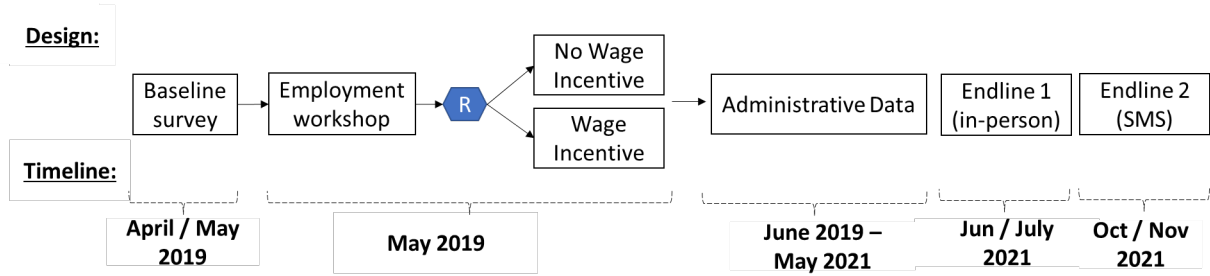 Design:
Baseline
survey
Employment
workshop
R
No Wage
Incentive
Wage
Incentive
Administrative Data
Endline 1
(in-person)
Endline 2
(SMS)
Timeline:
April / May
2019
May 2019
June 2019 –
May 2021
Jun / July
2021
Oct / Nov
2021